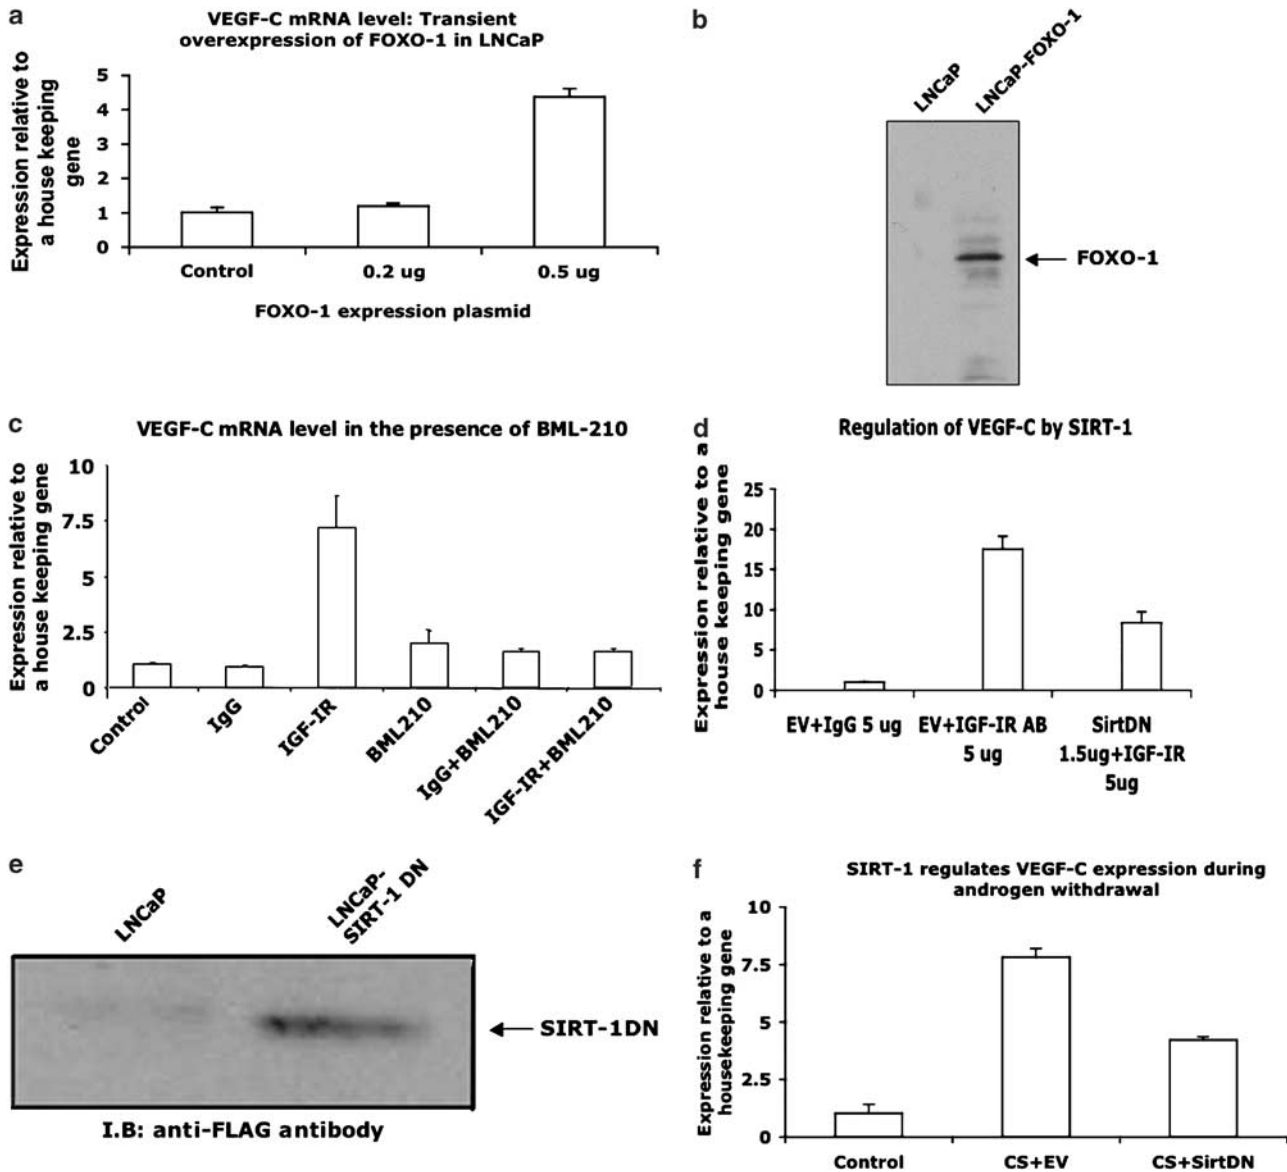 a
VEGF-C mRNA level: Transient
overexpression of FOXO-1 in LNCaP
Expression relative to
a house keeping
gene
5
4
3
2
1
0
Control
0.2 ug
0.5 ug
FOXO-1 expression plasmid
b
LNCaP
LNCaP-FOXO-1
FOXO-1
c
VEGF-C mRNA level in the presence of BML-210
Expression relative to
a house keeping gene
10
7.5
5
2.5
0
Control
IgG
IGF-IR
BML210
IgG+BML210
IGF-IR+BML210
d
Regulation of VEGF-C by SIRT-1
Expression relative to a
house keeping gene
25
20
15
10
5
0
EV+IgG 5 ug
EV+IGF-IR AB
5 ug
SirtDN
1.5ug+IGF-IR
5ug
e
LNCaP
LNCaP-
SIRT-1 DN
SIRT-1DN
I.B: anti-FLAG antibody
f
SIRT-1 regulates VEGF-C expression during
androgen withdrawal
Expression relative to a
housekeeping gene
10
7.5
5
2.5
0
Control
CS+EV
CS+SirtDN